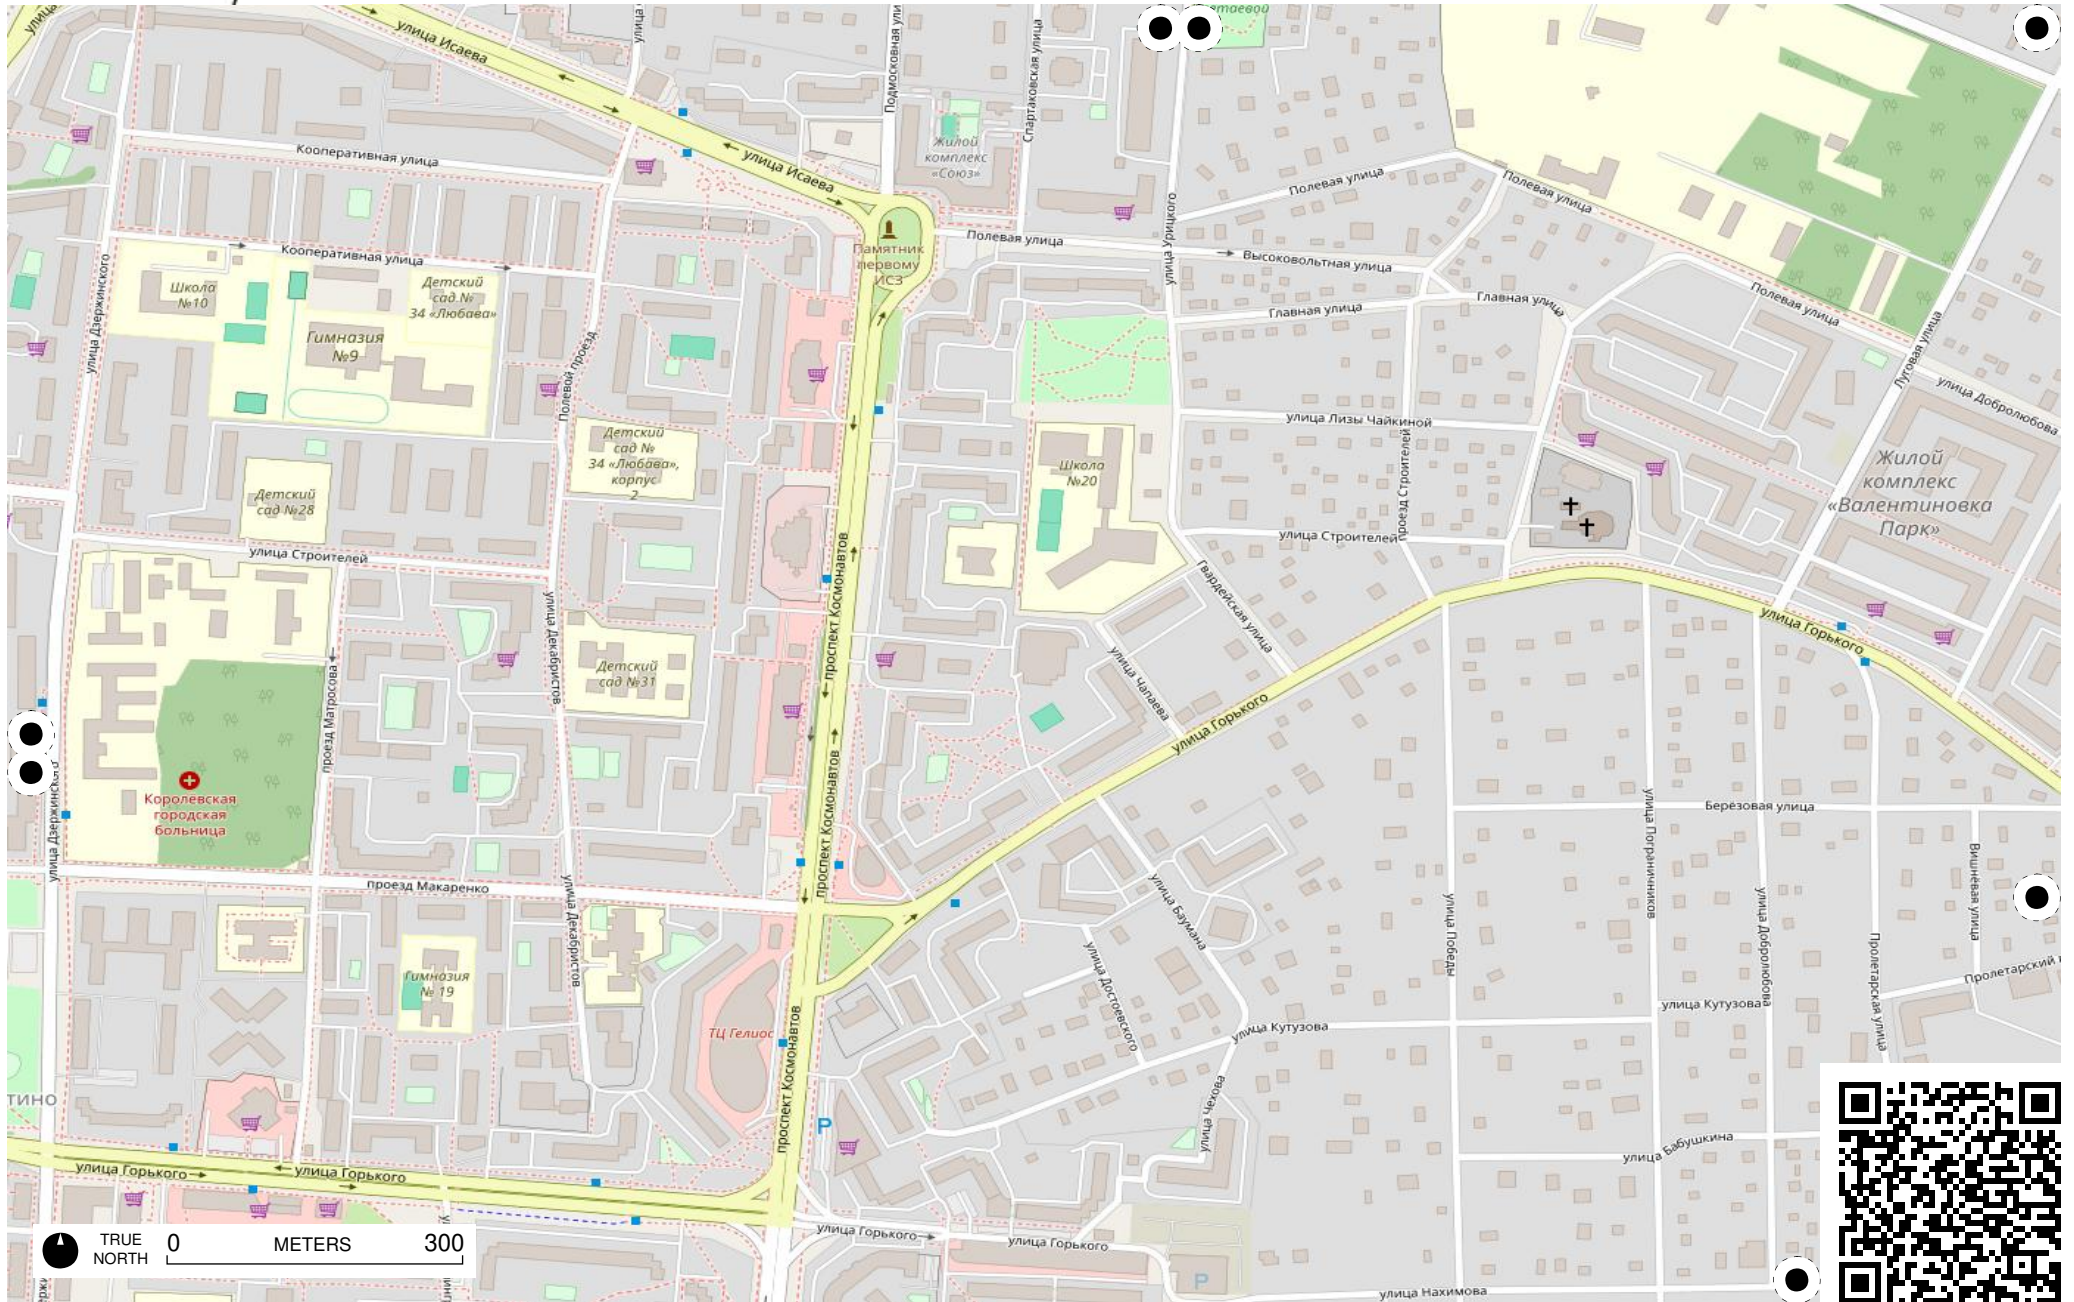 улица Исаева
Подмосковная ули
Спартаковская улица
Кооперативная улица
улица Исаева
Жилой
комплекс
«Союз»
Полевая улица
Полевая улица
улица Урицкого
Полевая улица
Высоковольтная улица
Памятник
первому
ИСЗ
Кооперативная улица
улица Дзержинского
Школа
№10
Детский
сад №
34 «Любава»
Гимназия
№9
Полевой проезд
Главная улица
Главная улица
Полевая улица
Луговая улица
улица Добролюбова
улица Лизы Чайкиной
проезд Строителей
Детский
сад №
34 «Любава»,
корпус
2
Школа
№20
Жилой
комплекс
«Валентиновка
Парк»
Детский
сад №28
улица Строителей
улица Строителей
проспект Космонавтов
Гвардейская улица
улица Декабристов
улица Горького
Детский
сад №31
улица Чапаева
проезд Матросова
улица Горького
проспект Космонавтов
Королёвская
городская
больница
улица Дзержинского
Берёзовая улица
улица Пограничников
Вишнёвая улица
проезд Макаренко
улица Декабристов
улица Баумана
улица Победы
улица Добролюбова
Пролетарская улица
Пролетарский
Гимназия
№ 19
улица Достоевского
улица Кутузова
улица Кутузова
ТЦ Гелиос
проспект Космонавтов
тино
P
улица Чехова
улица Бабушкина
улица Горького
улица Горького
улица Горького
улица Горького
P
улица Нахимова
TRUE
NORTH
0 METERS 300